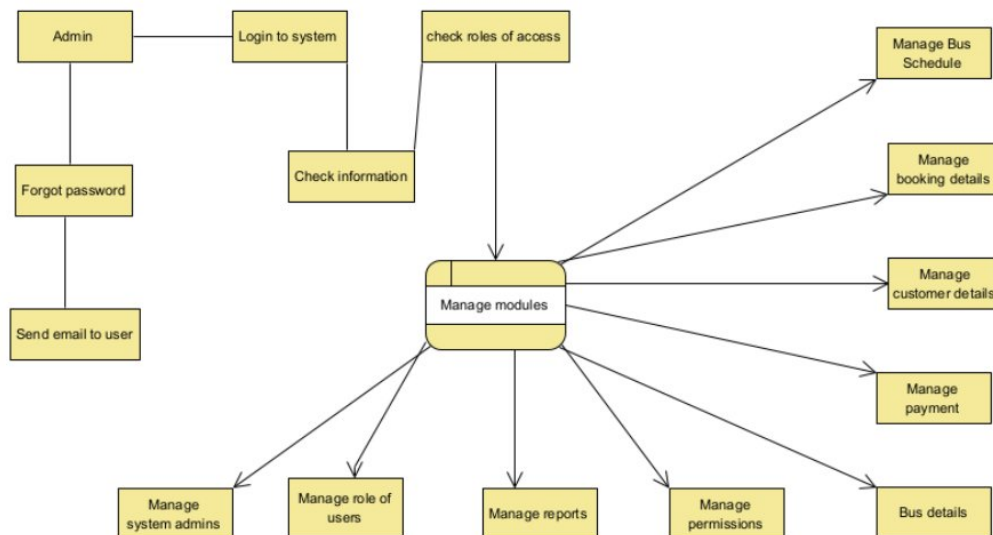 Admin
Login to system
check roles of access
Manage Bus
Schedule
Manage
booking details
Check information
Forgot password
Manage
customer details
Manage modules
Send email to user
Manage
payment
Manage
system admins
Manage role of
users
Manage reports
Manage
permissions
Bus details